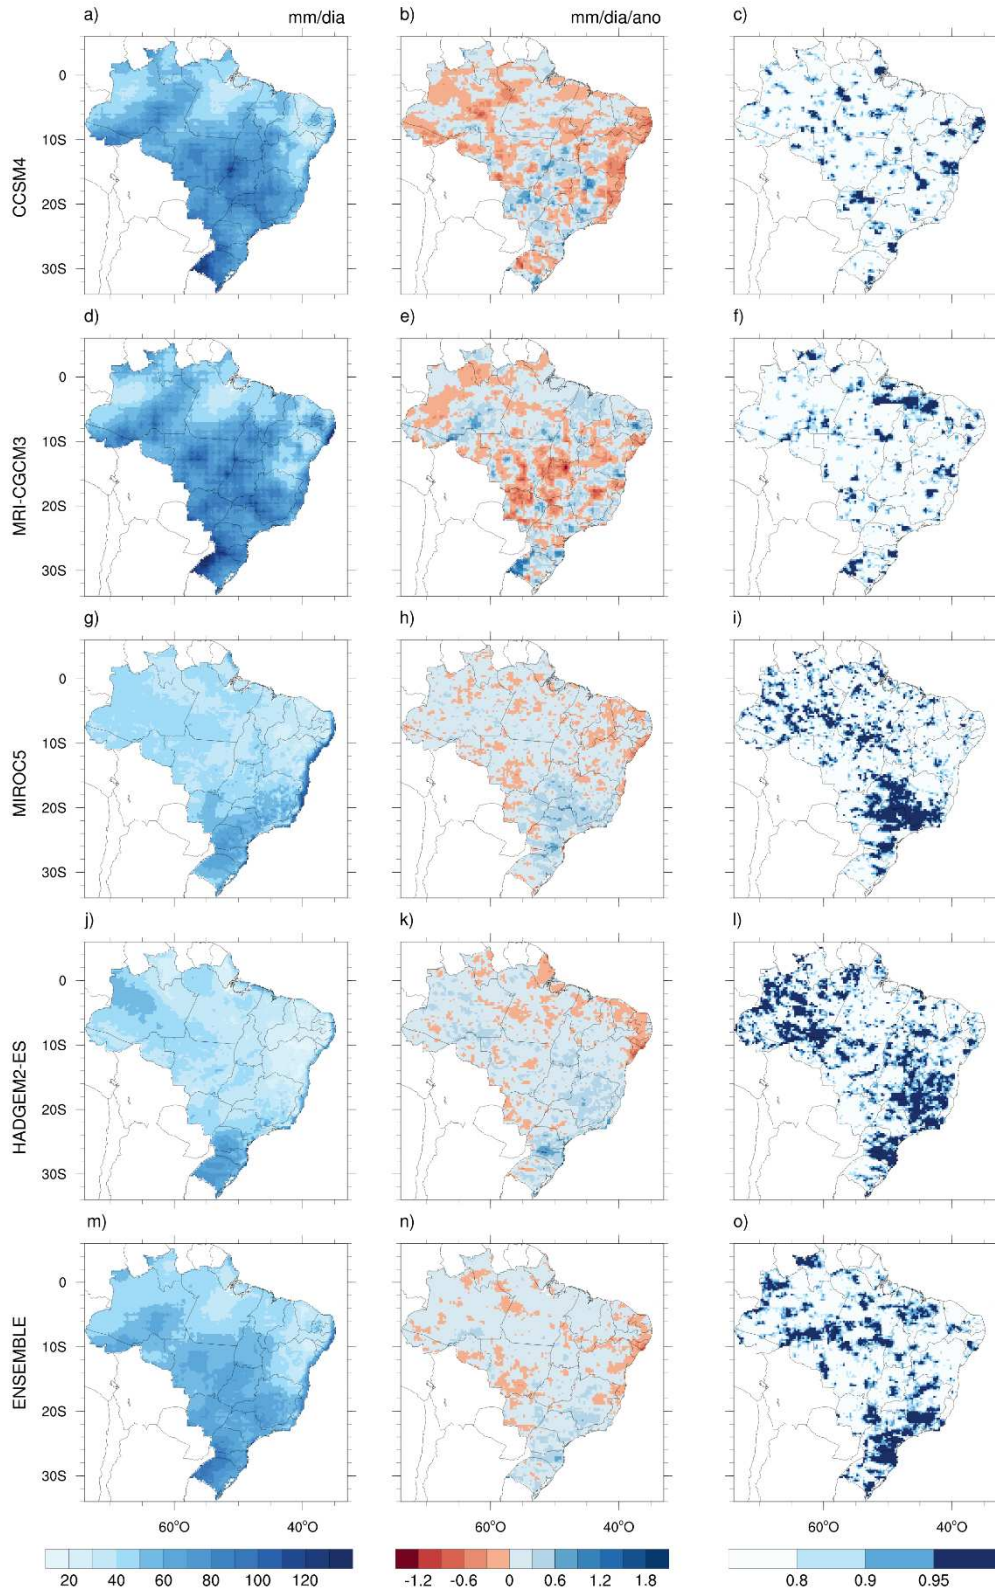 a) mm/dia b) mm/dia/ano c)
0
10S
20S
30S
CCSM4
d) e) f)
0
10S
20S
30S
MRI-CGCM3
g) h) i)
0
10S
20S
30S
MIROC5
j) k) l)
0
10S
20S
30S
HADGEM2-ES
m) n) o)
0
10S
20S
30S
ENSEMBLE
60°O 40°O 60°O 40°O 60°O 40°O
20 40 60 80 100 120 -1.2 -0.6 0 0.6 1.2 1.8 0.8 0.9 0.95